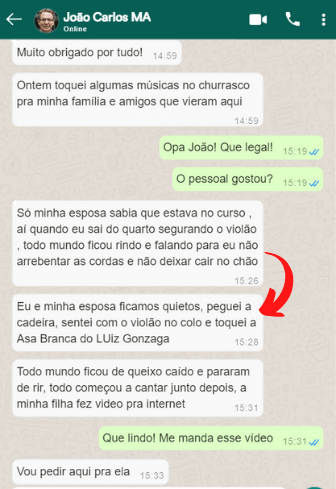 João Carlos MA
Online
Muito obrigado por tudo!
14:59
Ontem toquei algumas músicas no churrasco
pra minha família e amigos que vieram aqui
14:59
Opa João! Que legal!
15:19
O pessoal gostou?
15:19
Só minha esposa sabia que estava no curso ,
aí quando eu saí do quarto segurando o violão
, todo mundo ficou rindo e falando para eu não
arrebentar as cordas e não deixar cair no chão
15:26
Eu e minha esposa ficamos quietos, peguei a
cadeira, sentei com o violão no colo e toquei a
Asa Branca do LUiz Gonzaga
15:28
Todo mundo ficou de queixo caído e pararam
de rir, todo começou a cantar junto depois, a
minha filha fez video pra internet
15:31
Que lindo! Me manda esse vídeo
15:31
Vou pedir aqui pra ela
15:33